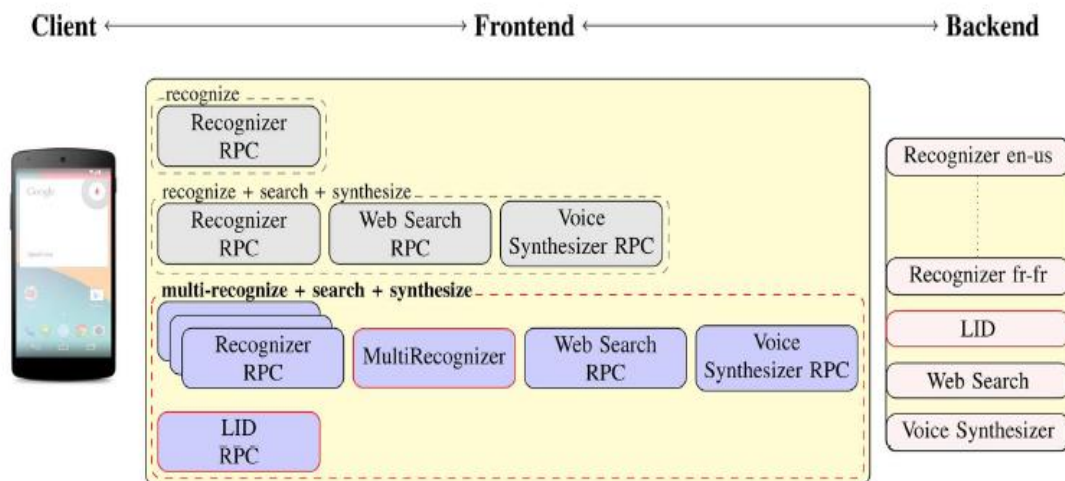 Client Frontend Backend
recognize
Recognizer
RPC
recognize + search + synthesize
Recognizer
RPC
Web Search
RPC
Voice
Synthesizer RPC
multi-recognize + search + synthesize
Recognizer
RPC
MultiRecognizer
Web Search
RPC
Voice
Synthesizer RPC
LID
RPC
Google
Recognizer en-us
Recognizer fr-fr
LID
Web Search
Voice Synthesizer